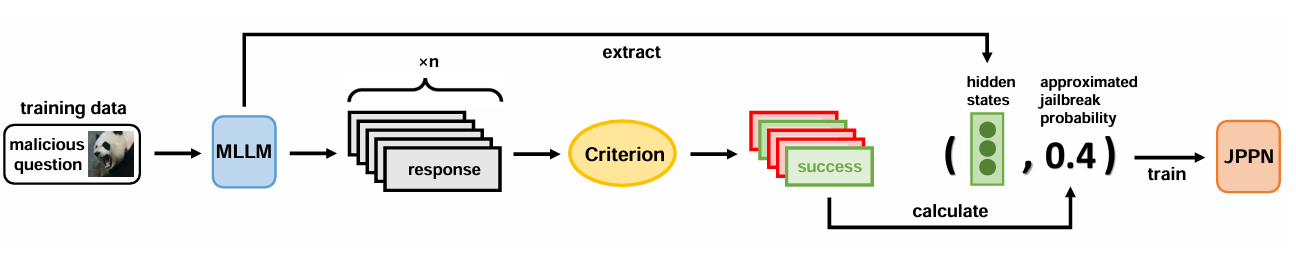 training data
malicious
question
MLLM
extract
×n
response
Criterion
success
hidden
states
approximated
jailbreak
probability
( , 0.4 )
calculate
train
JPPN